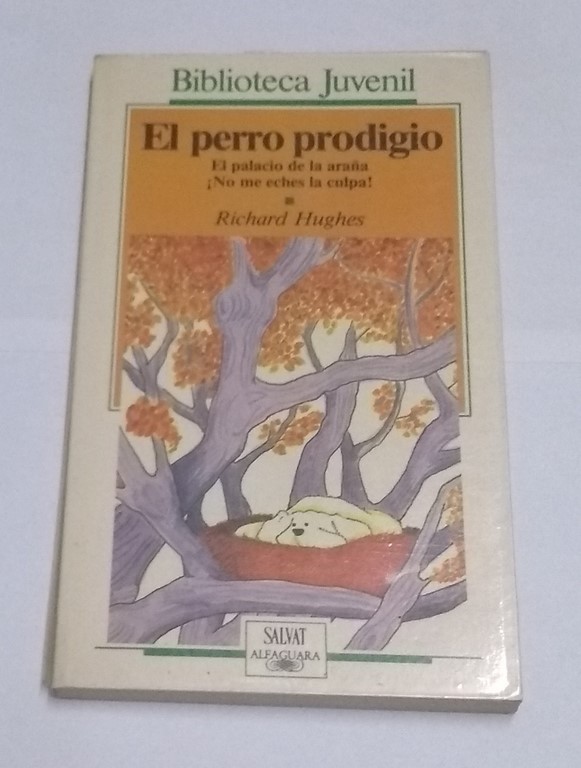 Biblioteca Juvenil
El perro prodigio
El palacio de la araña
¡No me eches la culpa!
Richard Hughes
SALVAT
ALFAGUARA